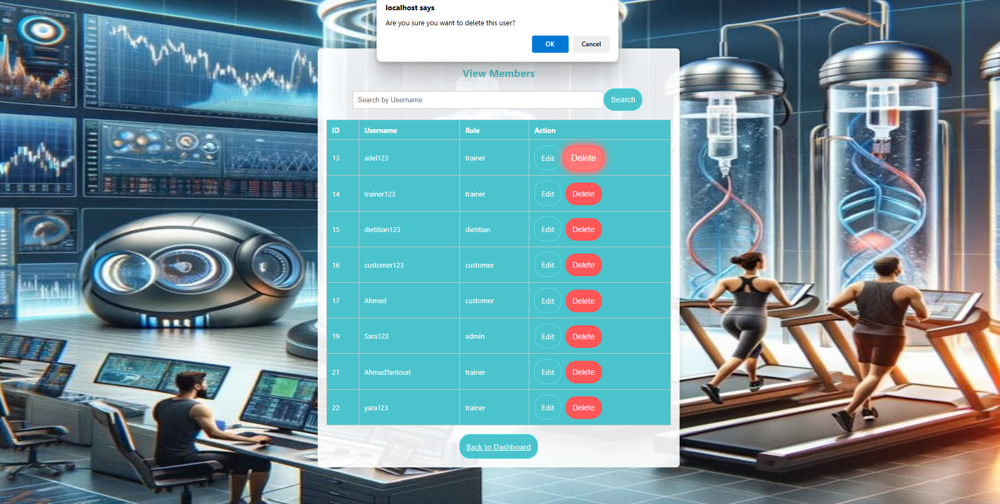 localhost says
Are you sure you want to delete this user?
OK Cancel
View Members
Search by Username Search
ID Username Role Action
13 adel123 trainer Edit Delete
14 trainer123 trainer Edit Delete
15 dietitian123 dietitian Edit Delete
16 customer123 customer Edit Delete
17 Ahmed customer Edit Delete
19 Sara123 admin Edit Delete
21 AhmadTantouri trainer Edit Delete
22 yara123 trainer Edit Delete
Back to Dashboard